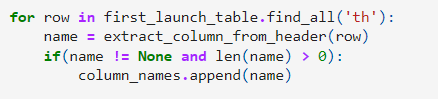 for row in first_launch_table.find_all('th'):
    name = extract_column_from_header(row)
    if(name != None and len(name) > 0):
        column_names.append(name)